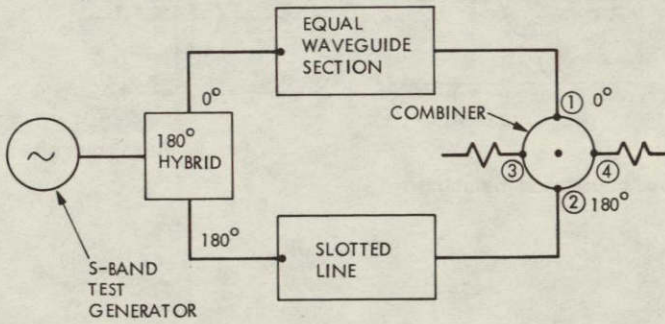 EQUAL
WAVEGUIDE
SECTION
0°
COMBINER
① 0°
180°
HYBRID
~
③
④
② 180°
180°
SLOTTED
LINE
S-BAND
TEST
GENERATOR